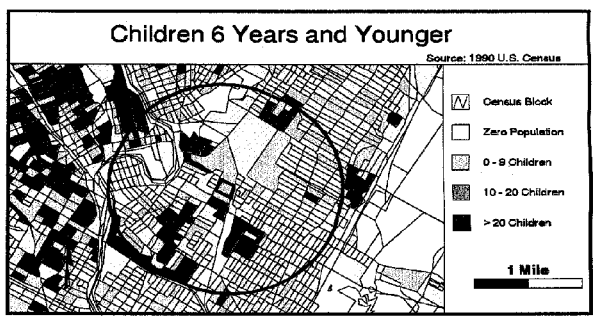 Children 6 Years and Younger
Source: 1990 U.S. Census
Census Block
Zero Population
0 - 9 Children
10 - 20 Children
> 20 Children
1 Mile